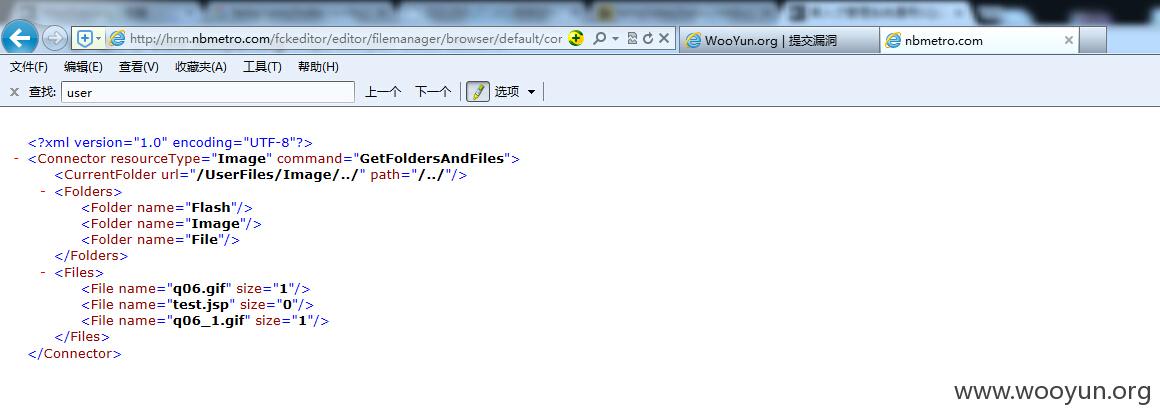 http://hrm.nbmetro.com/fckeditor/editor/filemanager/browser/default/cor
WooYun.org | 提交漏洞
nbmetro.com
文件(F) 编辑(E) 查看(V) 收藏夹(A) 工具(T) 帮助(H)
查找: user 上一个 下一个 选项
<?xml version="1.0" encoding="UTF-8"?>
- <Connector resourceType="Image" command="GetFoldersAndFiles">
<CurrentFolder url="/UserFiles/Image/../" path="/../"/>
- <Folders>
<Folder name="Flash"/>
<Folder name="Image"/>
<Folder name="File"/>
</Folders>
- <Files>
<File name="q06.gif" size="1"/>
<File name="test.jsp" size="0"/>
<File name="q06_1.gif" size="1"/>
</Files>
</Connector>
www.wooyun.org